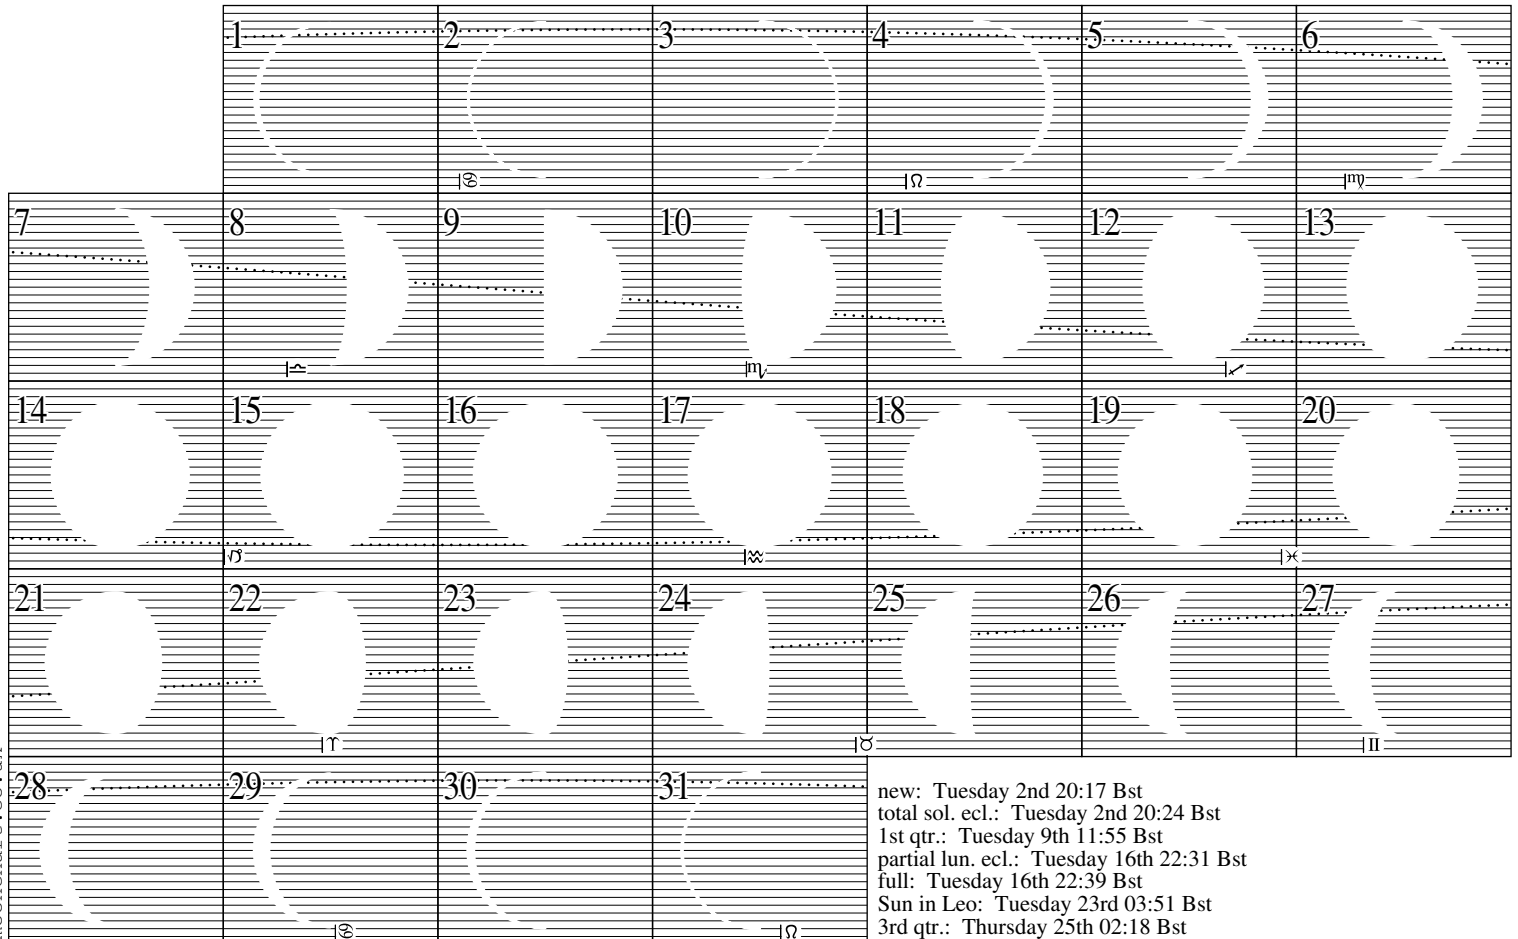 1 2 3 4 5 6
♋ ♌ ♍
7 8 9 10 11 12 13
♎ ♏ ♐
14 15 16 17 18 19 20
♑ ♒ ♓
21 22 23 24 25 26 27
♈ ♉ ♊
28 29 30 31
♋ ♌
new: Tuesday 2nd 20:17 Bst
total sol. ecl.: Tuesday 2nd 20:24 Bst
1st qtr.: Tuesday 9th 11:55 Bst
partial lun. ecl.: Tuesday 16th 22:31 Bst
full: Tuesday 16th 22:39 Bst
Sun in Leo: Tuesday 23rd 03:51 Bst
3rd qtr.: Thursday 25th 02:18 Bst